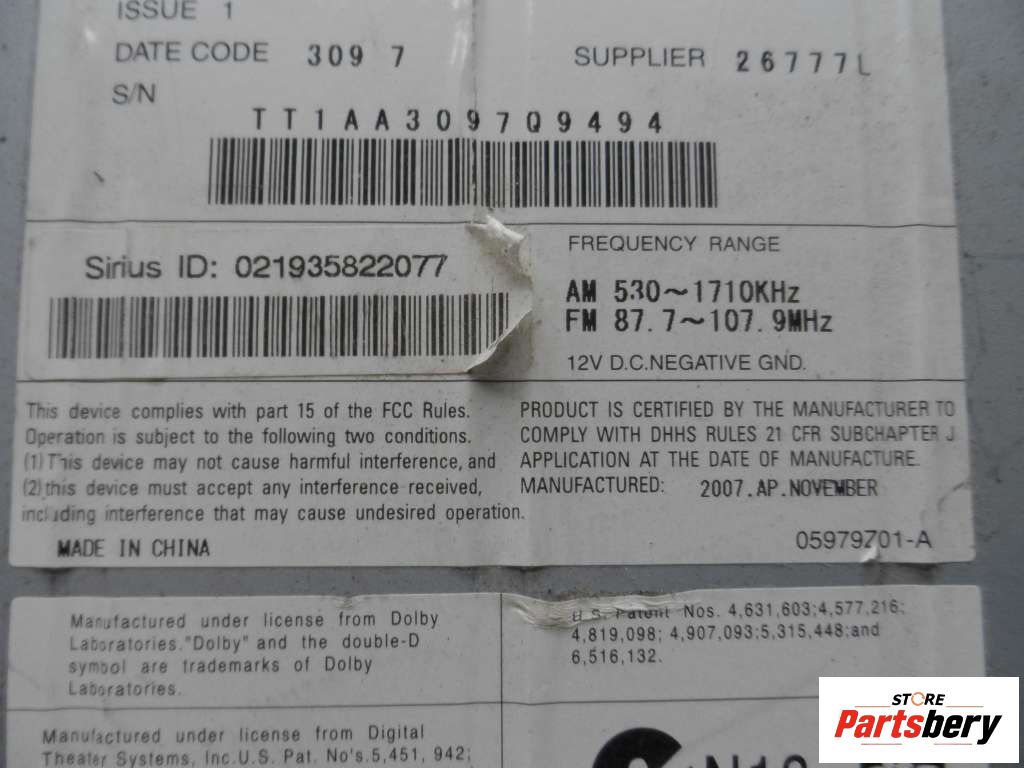 ISSUE 1
DATE CODE 309 7 SUPPLIER 26777L
S/N
TT1AA3097Q9494
Sirius ID: 021935822077
FREQUENCY RANGE
AM 530~1710KHz
FM 87.7~107.9MHz
12V D.C.NEGATIVE GND.
This device complies with part 15 of the FCC Rules.
Operation is subject to the following two conditions.
(1) This device may not cause harmful interference, and
(2) this device must accept any interference received,
including interference that may cause undesired operation.
MADE IN CHINA
PRODUCT IS CERTIFIED BY THE MANUFACTURER TO
COMPLY WITH DHHS RULES 21 CFR SUBCHAPTER J
APPLICATION AT THE DATE OF MANUFACTURE.
MANUFACTURED: 2007.AP.NOVEMBER
05979Z01-A
Manufactured under license from Dolby
Laboratories."Dolby" and the double-D
symbol are trademarks of Dolby
Laboratories.
U.S. Patent Nos. 4,631,603;4,577,216;
4,819,098; 4,907,093;5,315,448;and
6,516,132.
Manufactured under license from Digital
Theater Systems, Inc.U.S. Pat. No's.5,451, 942;
STORE
Partsbery